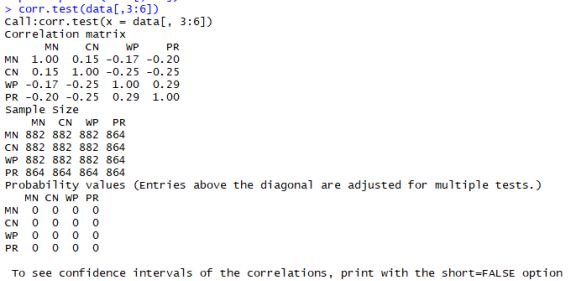 > corr.test(data[,3:6])
Call:corr.test(x = data[, 3:6])
Correlation matrix
      MN    CN    WP    PR
MN  1.00  0.15 -0.17 -0.20
CN  0.15  1.00 -0.25 -0.25
WP -0.17 -0.25  1.00  0.29
PR -0.20 -0.25  0.29  1.00
Sample Size
    MN  CN  WP  PR
MN 882 882 882 864
CN 882 882 882 864
WP 882 882 882 864
PR 864 864 864 864
Probability values (Entries above the diagonal are adjusted for multiple tests.)
   MN CN WP PR
MN  0  0  0  0
CN  0  0  0  0
WP  0  0  0  0
PR  0  0  0  0
To see confidence intervals of the correlations, print with the short=FALSE option